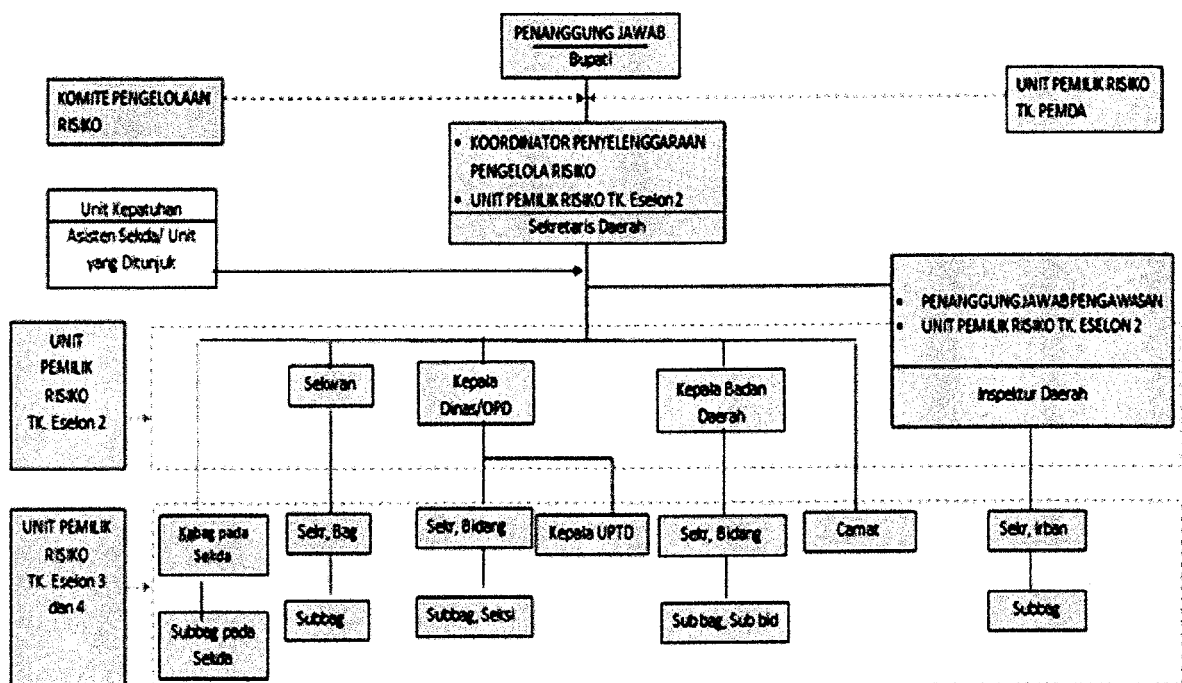 PENANGGUNG JAWAB
Bupati
KOMITE PENGELOLAAN
RISIKO
UNIT PEMILIK RISIKO
TK. PEMDA
• KOORDINATOR PENYELENGGARAAN
PENGELOLA RISIKO
• UNIT PEMILIK RISIKO TK. Eselon 2
Sekretaris Daerah
Unit Kepatuhan
Asisten Sekda/ Unit
yang Ditunjuk
• PENANGGUNG JAWAB PENGAWASAN
• UNIT PEMILIK RISIKO TK. ESELON 2
Inspektur Daerah
UNIT
PEMILIK
RISIKO
TK. Eselon 2
Sekwan
Kepala
Dinas/OPD
Kepala Badan
Daerah
UNIT PEMILIK
RISIKO
TK. Eselon 3
dan 4
Kabag pada
Sekda
Sekr, Bag
Sekr, Bidang
Kepala UPTD
Sekr, Bidang
Camat
Sekr, Irban
Subbag pada
Sekda
Subbag
Subbag, Seksi
Sub bag, Sub bid
Subbag